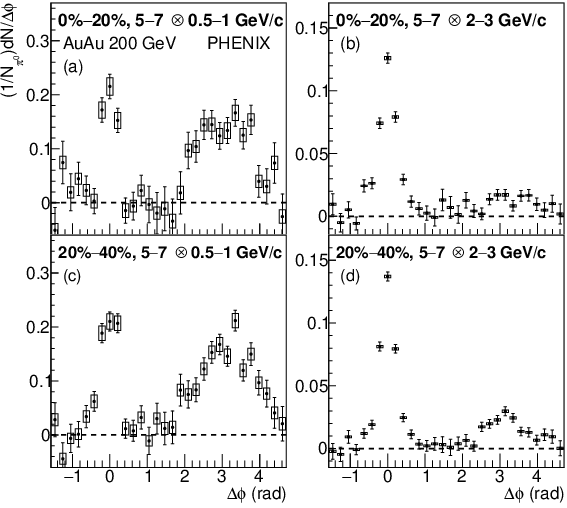 0%–20%, 5–7 ⊗ 0.5–1 GeV/c
AuAu 200 GeV PHENIX
(a)
0.3
0.2
0.1
0
(1/N_π⁰)dN/Δϕ
0%–20%, 5–7 ⊗ 2–3 GeV/c
(b)
0.15
0.1
0.05
0
20%–40%, 5–7 ⊗ 0.5–1 GeV/c
(c)
0.3
0.2
0.1
0
−1 0 1 2 3 4
Δϕ (rad)
20%–40%, 5–7 ⊗ 2–3 GeV/c
(d)
0.15
0.1
0.05
0
−1 0 1 2 3 4
Δϕ (rad)